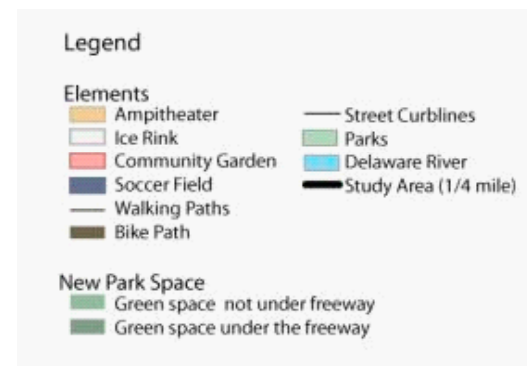 Legend
Elements
Ampitheater
Ice Rink
Community Garden
Soccer Field
Walking Paths
Bike Path
Street Curblines
Parks
Delaware River
Study Area (1/4 mile)
New Park Space
Green space not under freeway
Green space under the freeway